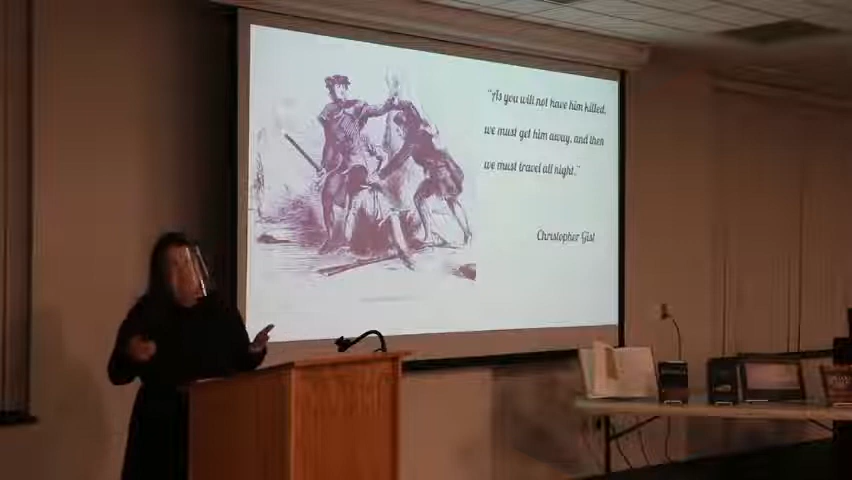 "As you will not have him killed,
we must get him away, and then
we must travel all night."
Christopher Gist